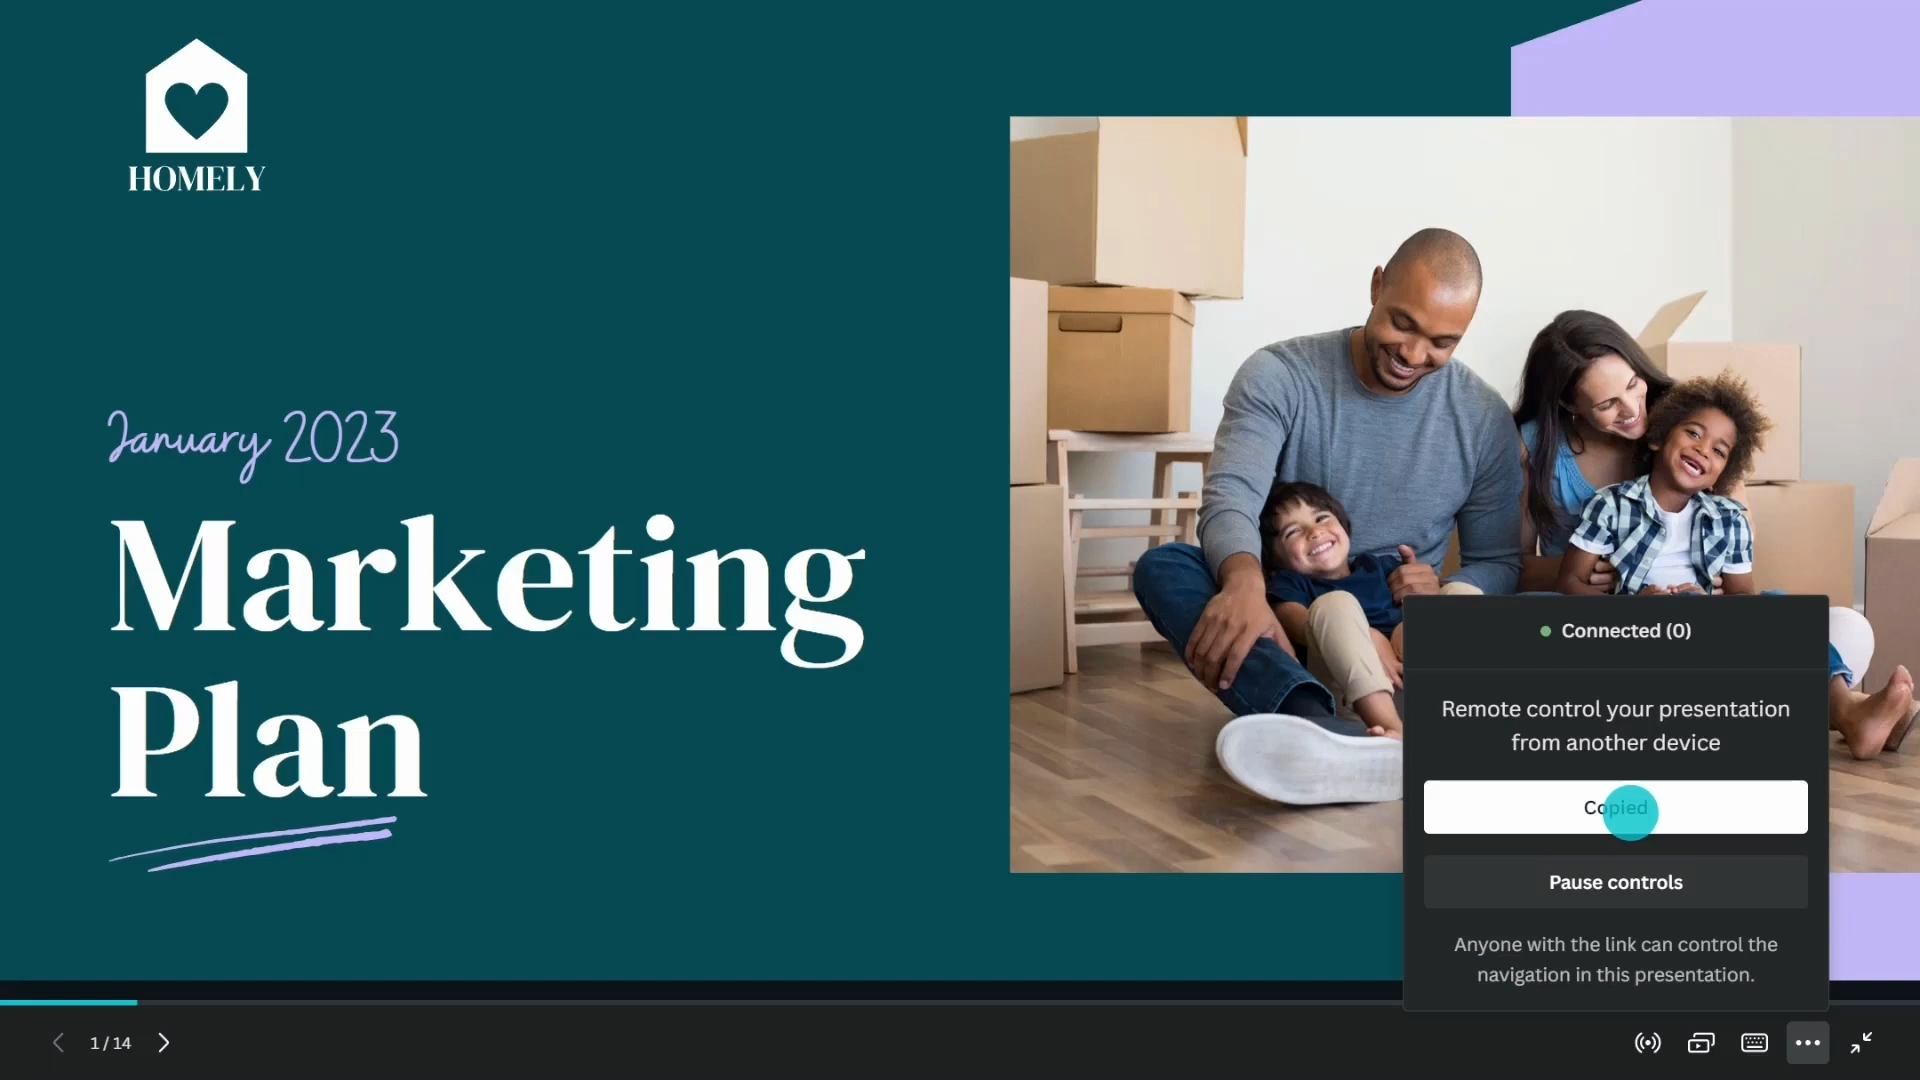 HOMELY
January 2023
Marketing
Plan
Connected (0)
Remote control your presentation
from another device
Copied
Pause controls
Anyone with the link can control the
navigation in this presentation.
1 / 14